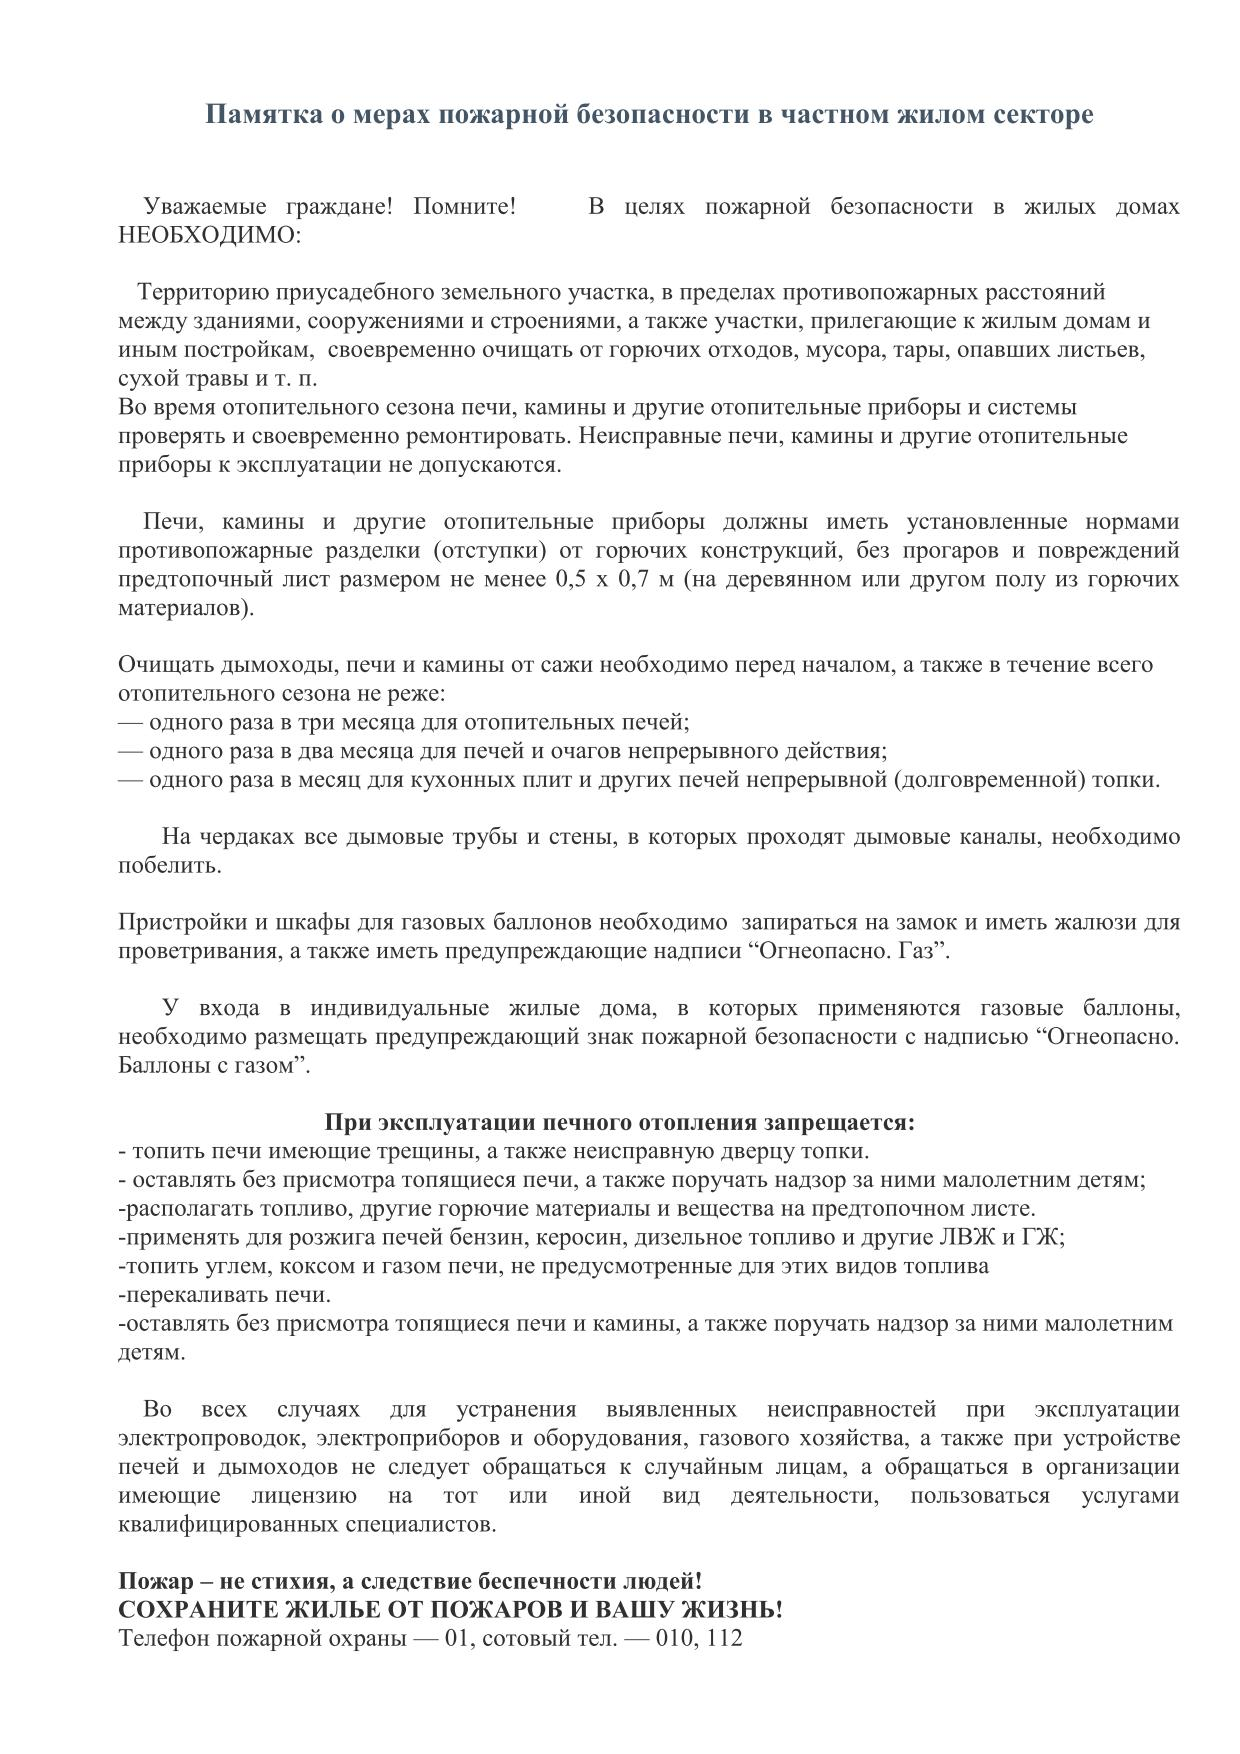 Памятка о мерах пожарной безопасности в частном жилом секторе
Уважаемые граждане! Помните! В целях пожарной безопасности в жилых домах
НЕОБХОДИМО:
Территорию приусадебного земельного участка, в пределах противопожарных расстояний
между зданиями, сооружениями и строениями, а также участки, прилегающие к жилым домам и
иным постройкам, своевременно очищать от горючих отходов, мусора, тары, опавших листьев,
сухой травы и т. п.
Во время отопительного сезона печи, камины и другие отопительные приборы и системы
проверять и своевременно ремонтировать. Неисправные печи, камины и другие отопительные
приборы к эксплуатации не допускаются.
Печи, камины и другие отопительные приборы должны иметь установленные нормами
противопожарные разделки (отступки) от горючих конструкций, без прогаров и повреждений
предтопочный лист размером не менее 0,5 х 0,7 м (на деревянном или другом полу из горючих
материалов).
Очищать дымоходы, печи и камины от сажи необходимо перед началом, а также в течение всего
отопительного сезона не реже:
— одного раза в три месяца для отопительных печей;
— одного раза в два месяца для печей и очагов непрерывного действия;
— одного раза в месяц для кухонных плит и других печей непрерывной (долговременной) топки.
На чердаках все дымовые трубы и стены, в которых проходят дымовые каналы, необходимо
побелить.
Пристройки и шкафы для газовых баллонов необходимо запираться на замок и иметь жалюзи для
проветривания, а также иметь предупреждающие надписи “Огнеопасно. Газ”.
У входа в индивидуальные жилые дома, в которых применяются газовые баллоны,
необходимо размещать предупреждающий знак пожарной безопасности с надписью “Огнеопасно.
Баллоны с газом”.
При эксплуатации печного отопления запрещается:
- топить печи имеющие трещины, а также неисправную дверцу топки.
- оставлять без присмотра топящиеся печи, а также поручать надзор за ними малолетним детям;
-располагать топливо, другие горючие материалы и вещества на предтопочном листе.
-применять для розжига печей бензин, керосин, дизельное топливо и другие ЛВЖ и ГЖ;
-топить углем, коксом и газом печи, не предусмотренные для этих видов топлива
-перекаливать печи.
-оставлять без присмотра топящиеся печи и камины, а также поручать надзор за ними малолетним
детям.
Во всех случаях для устранения выявленных неисправностей при эксплуатации
электропроводок, электроприборов и оборудования, газового хозяйства, а также при устройстве
печей и дымоходов не следует обращаться к случайным лицам, а обращаться в организации
имеющие лицензию на тот или иной вид деятельности, пользоваться услугами
квалифицированных специалистов.
Пожар – не стихия, а следствие беспечности людей!
СОХРАНИТЕ ЖИЛЬЕ ОТ ПОЖАРОВ И ВАШУ ЖИЗНЬ!
Телефон пожарной охраны — 01, сотовый тел. — 010, 112